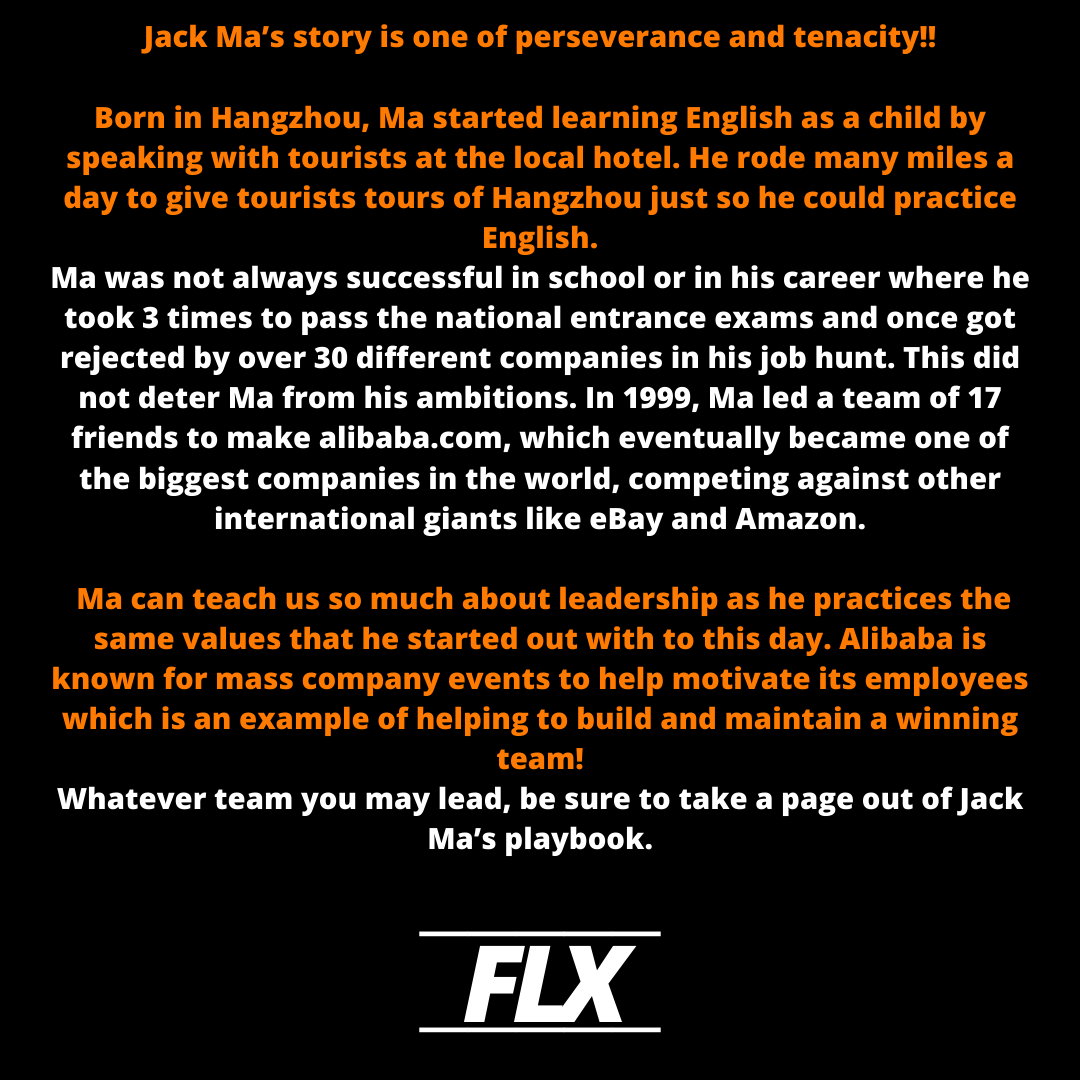 Jack Ma’s story is one of perseverance and tenacity!!
Born in Hangzhou, Ma started learning English as a child by
speaking with tourists at the local hotel. He rode many miles a
day to give tourists tours of Hangzhou just so he could practice
English.
Ma was not always successful in school or in his career where he
took 3 times to pass the national entrance exams and once got
rejected by over 30 different companies in his job hunt. This did
not deter Ma from his ambitions. In 1999, Ma led a team of 17
friends to make alibaba.com, which eventually became one of
the biggest companies in the world, competing against other
international giants like eBay and Amazon.
Ma can teach us so much about leadership as he practices the
same values that he started out with to this day. Alibaba is
known for mass company events to help motivate its employees
which is an example of helping to build and maintain a winning
team!
Whatever team you may lead, be sure to take a page out of Jack
Ma’s playbook.
FLX